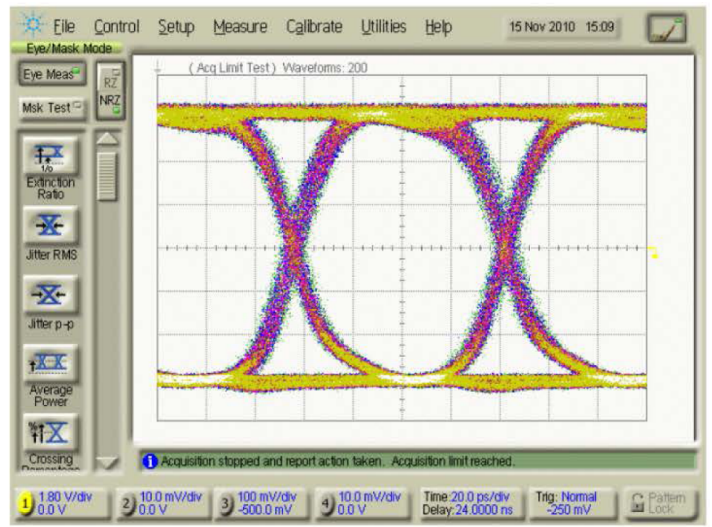 File Control Setup Measure Calibrate Utilities Help 15 Nov 2010 15:09
Eye/Mask Mode
Eye Meas
RZ
NRZ
Msk Test
( Acq Limit Test ) Waveforms: 200
1/0
Extinction
Ratio
Jitter RMS
Jitter p-p
Average
Power
%
Crossing
Percentage
i Acquisition stopped and report action taken. Acquisition limit reached.
1 1.80 V/div
0.0 V
2 10.0 mV/div
0.0 V
3 100 mV/div
-500.0 mV
4 10.0 mV/div
0.0 V
Time:20.0 ps/div
Delay:24.0000 ns
Trig: Normal
-250 mV
Pattern
Lock